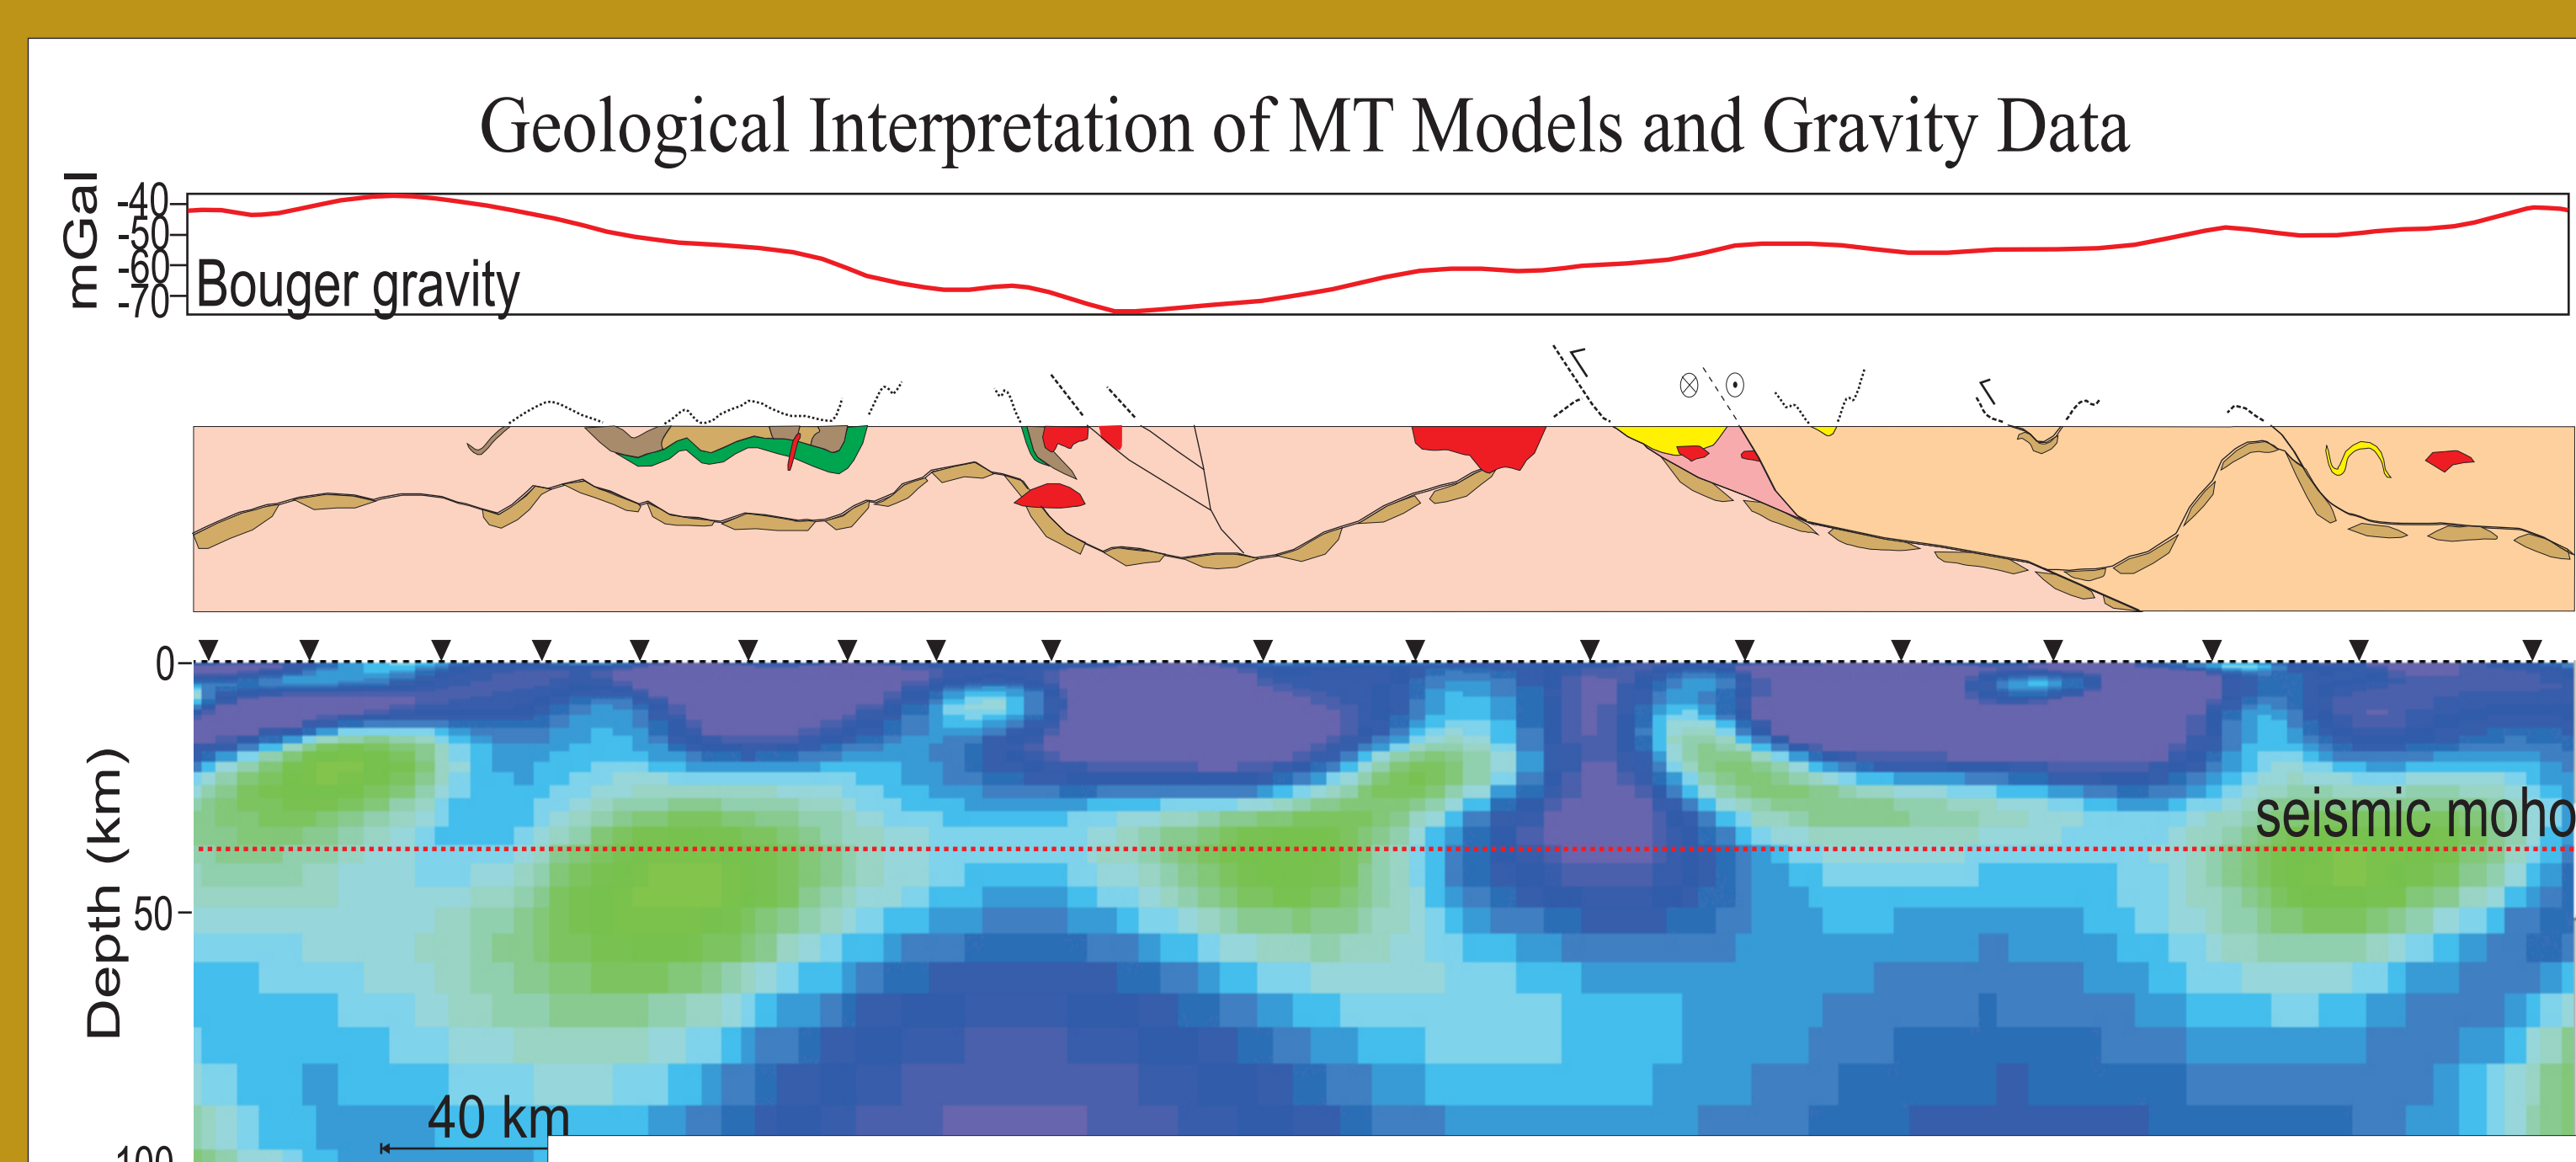 Geological Interpretation of MT Models and Gravity Data
mGal
-40
-50
-60
-70
Bouger gravity
0
seismic moho
Depth (km)
50
40 km
100